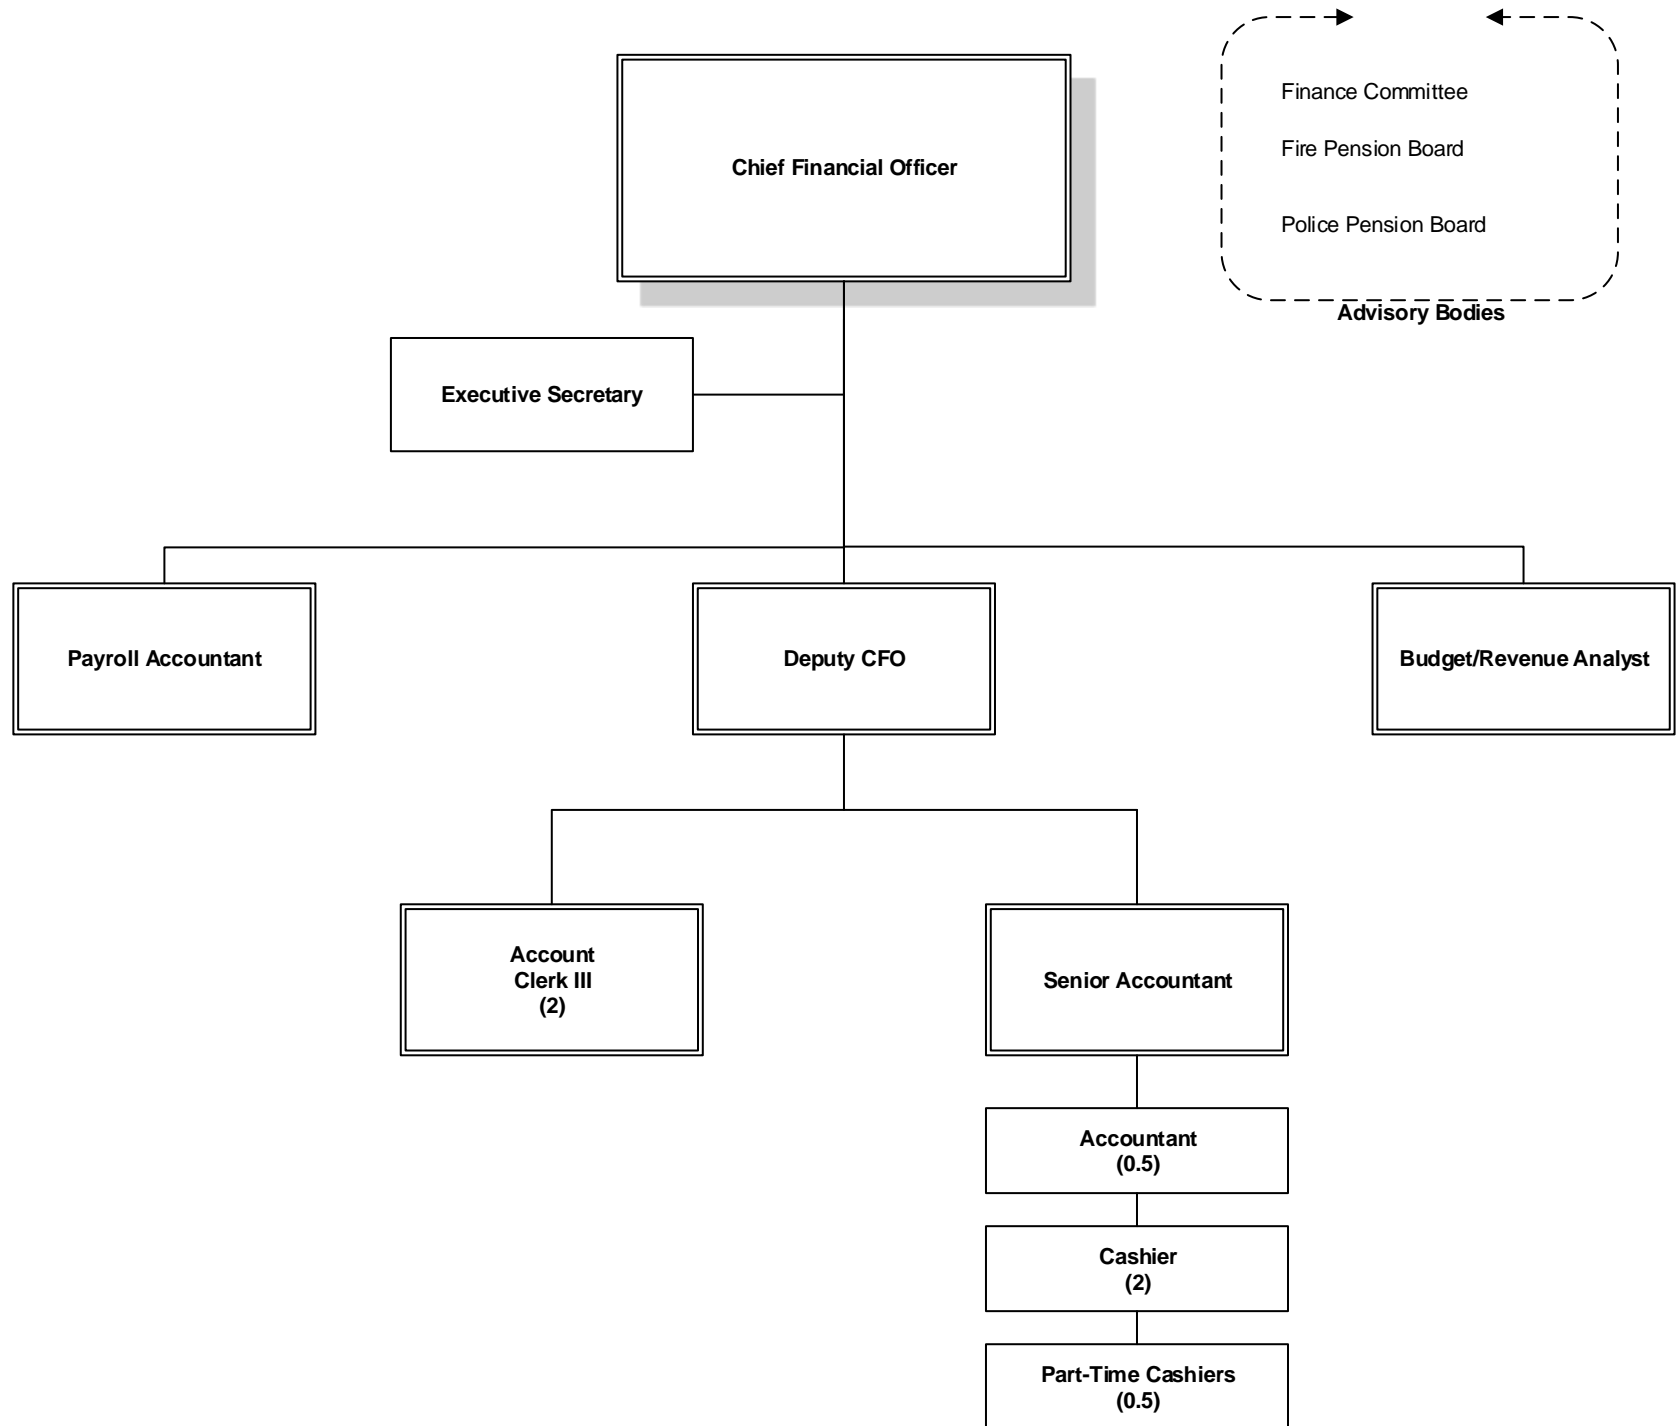 Finance Committee
Fire Pension Board
Chief Financial Officer
Police Pension Board
Advisory Bodies
Executive Secretary
Payroll Accountant
Deputy CFO
Budget/Revenue Analyst
Account
Clerk III
(2)
Senior Accountant
Accountant
(0.5)
Cashier
(2)
Part-Time Cashiers
(0.5)